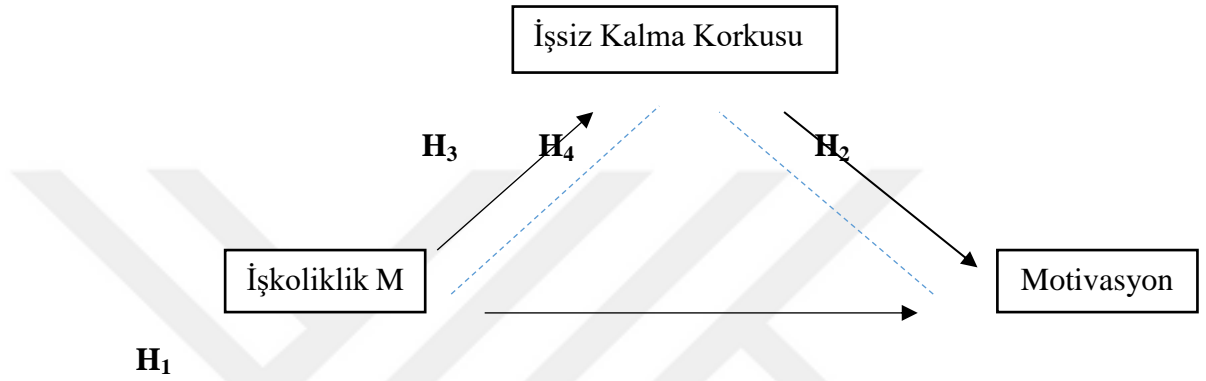 İşsiz Kalma Korkusu
H₃ H₄ H₂
İşkoliklik M Motivasyon
H₁